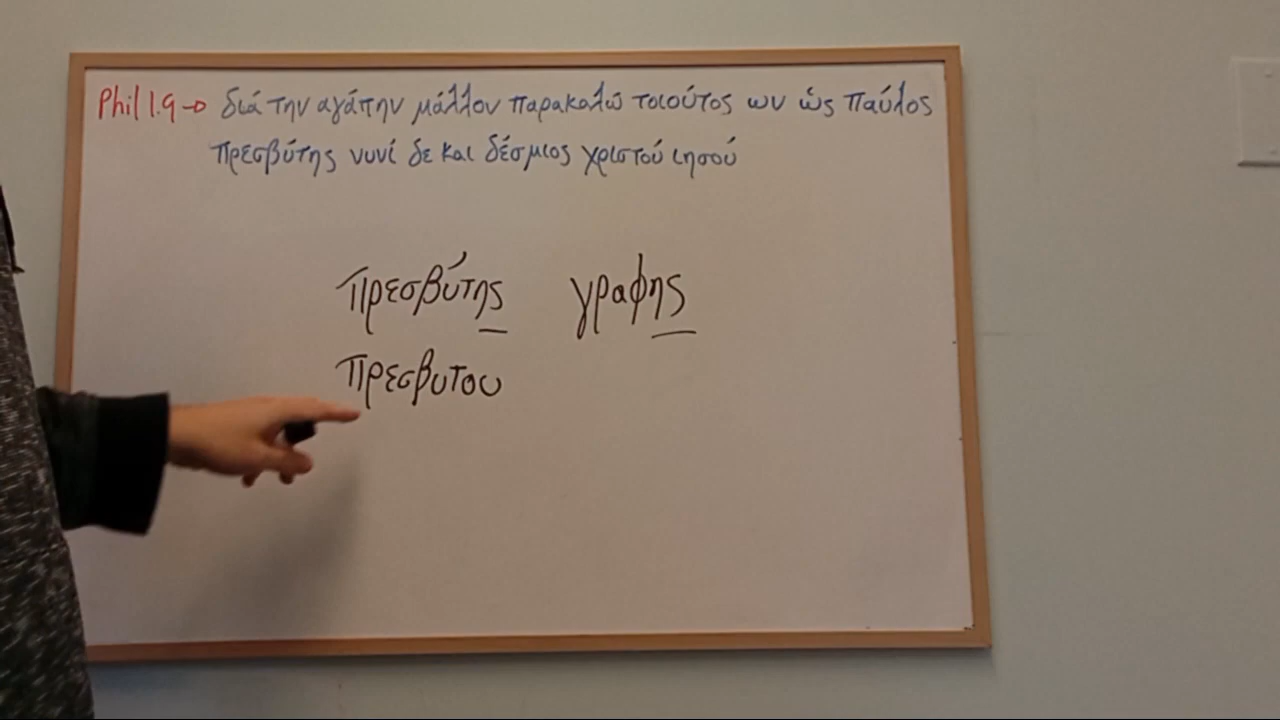 Phil 1.9→ διά την αγάπην μάλλον παρακαλώ τοιούτος ων ὡς Παύλος
πρεσβύτης νυνί δε και δέσμιος χριστού ιησού
πρεσβύτης γραφης
πρεσβυτου